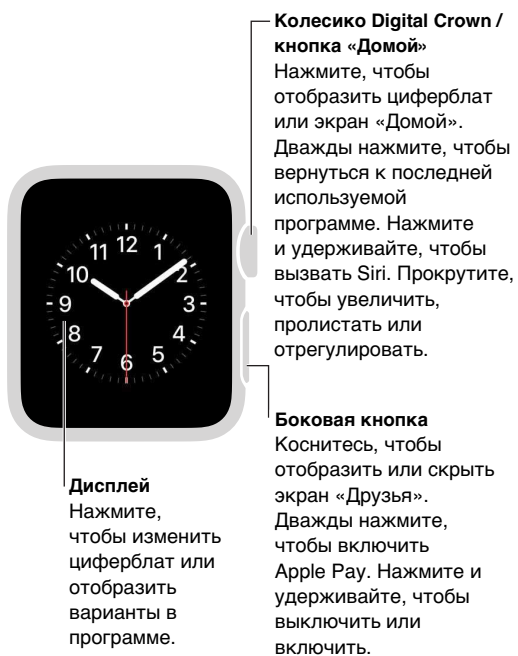 Колесико Digital Crown /
кнопка «Домой»
Нажмите, чтобы
отобразить циферблат
или экран «Домой».
Дважды нажмите, чтобы
вернуться к последней
используемой
программе. Нажмите
и удерживайте, чтобы
вызвать Siri. Прокрутите,
чтобы увеличить,
пролистать или
отрегулировать.
12
11 1
10 2
9 3
8 4
7 6 5
Боковая кнопка
Коснитесь, чтобы
отобразить или скрыть
экран «Друзья».
Дважды нажмите,
чтобы включить
Apple Pay. Нажмите и
удерживайте, чтобы
выключить или
включить.
Дисплей
Нажмите,
чтобы изменить
циферблат или
отобразить
варианты в
программе.